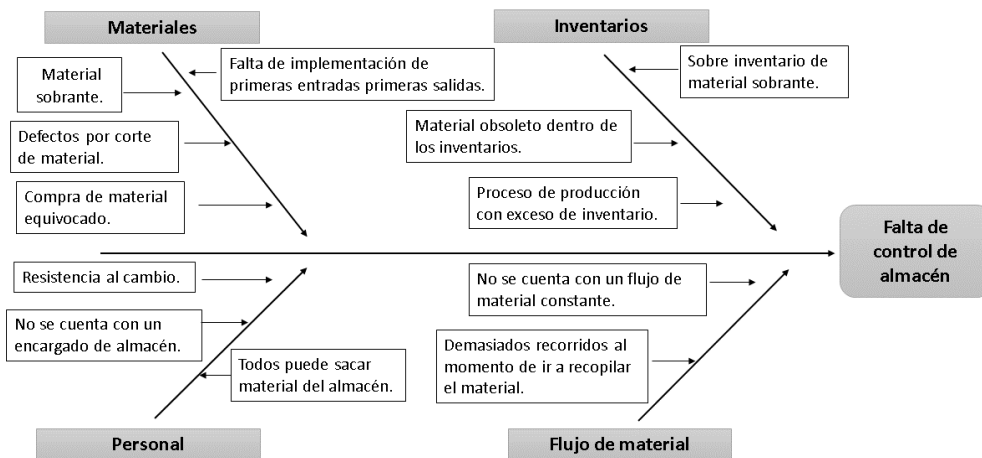 Materiales
Inventarios
Falta de implementación de
primeras entradas primeras salidas.
Material
sobrante.
Sobre inventario de
material sobrante.
Defectos por corte
de material.
Material obsoleto dentro de
los inventarios.
Compra de material
equivocado.
Proceso de producción
con exceso de inventario.
Falta de
control de
almacén
Resistencia al cambio.
No se cuenta con un flujo de
material constante.
No se cuenta con un
encargado de almacén.
Demasiados recorridos al
momento de ir a recopilar
el material.
Todos puede sacar
material del almacén.
Personal
Flujo de material